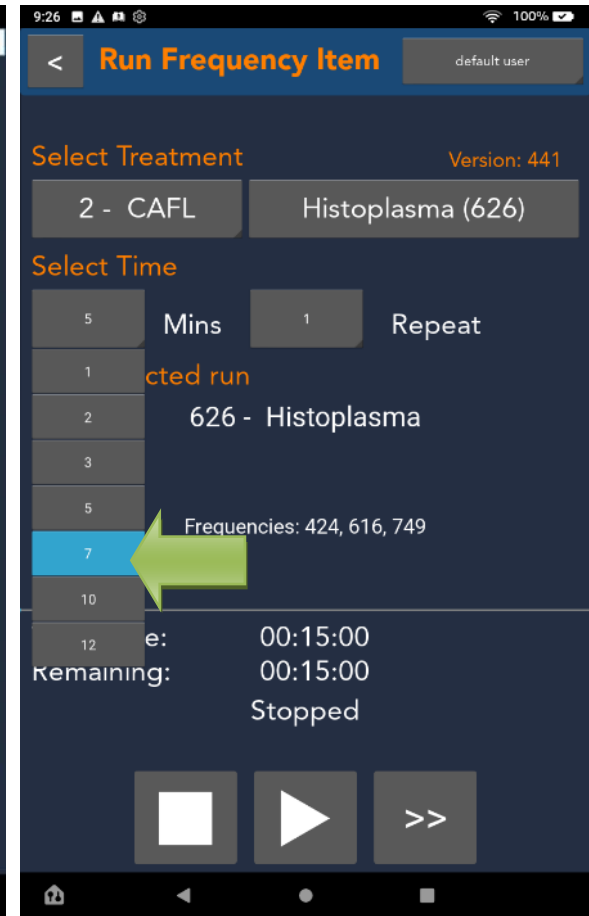 9:26 100%
< Run Frequency Item default user
Select Treatment Version: 441
2 - CAFL Histoplasma (626)
Select Time
5 Mins 1 Repeat
1 cted run
2 626 - Histoplasma
3
5
Frequencies: 424, 616, 749
7
10
e: 00:15:00
12
Remaining: 00:15:00
Stopped
>>